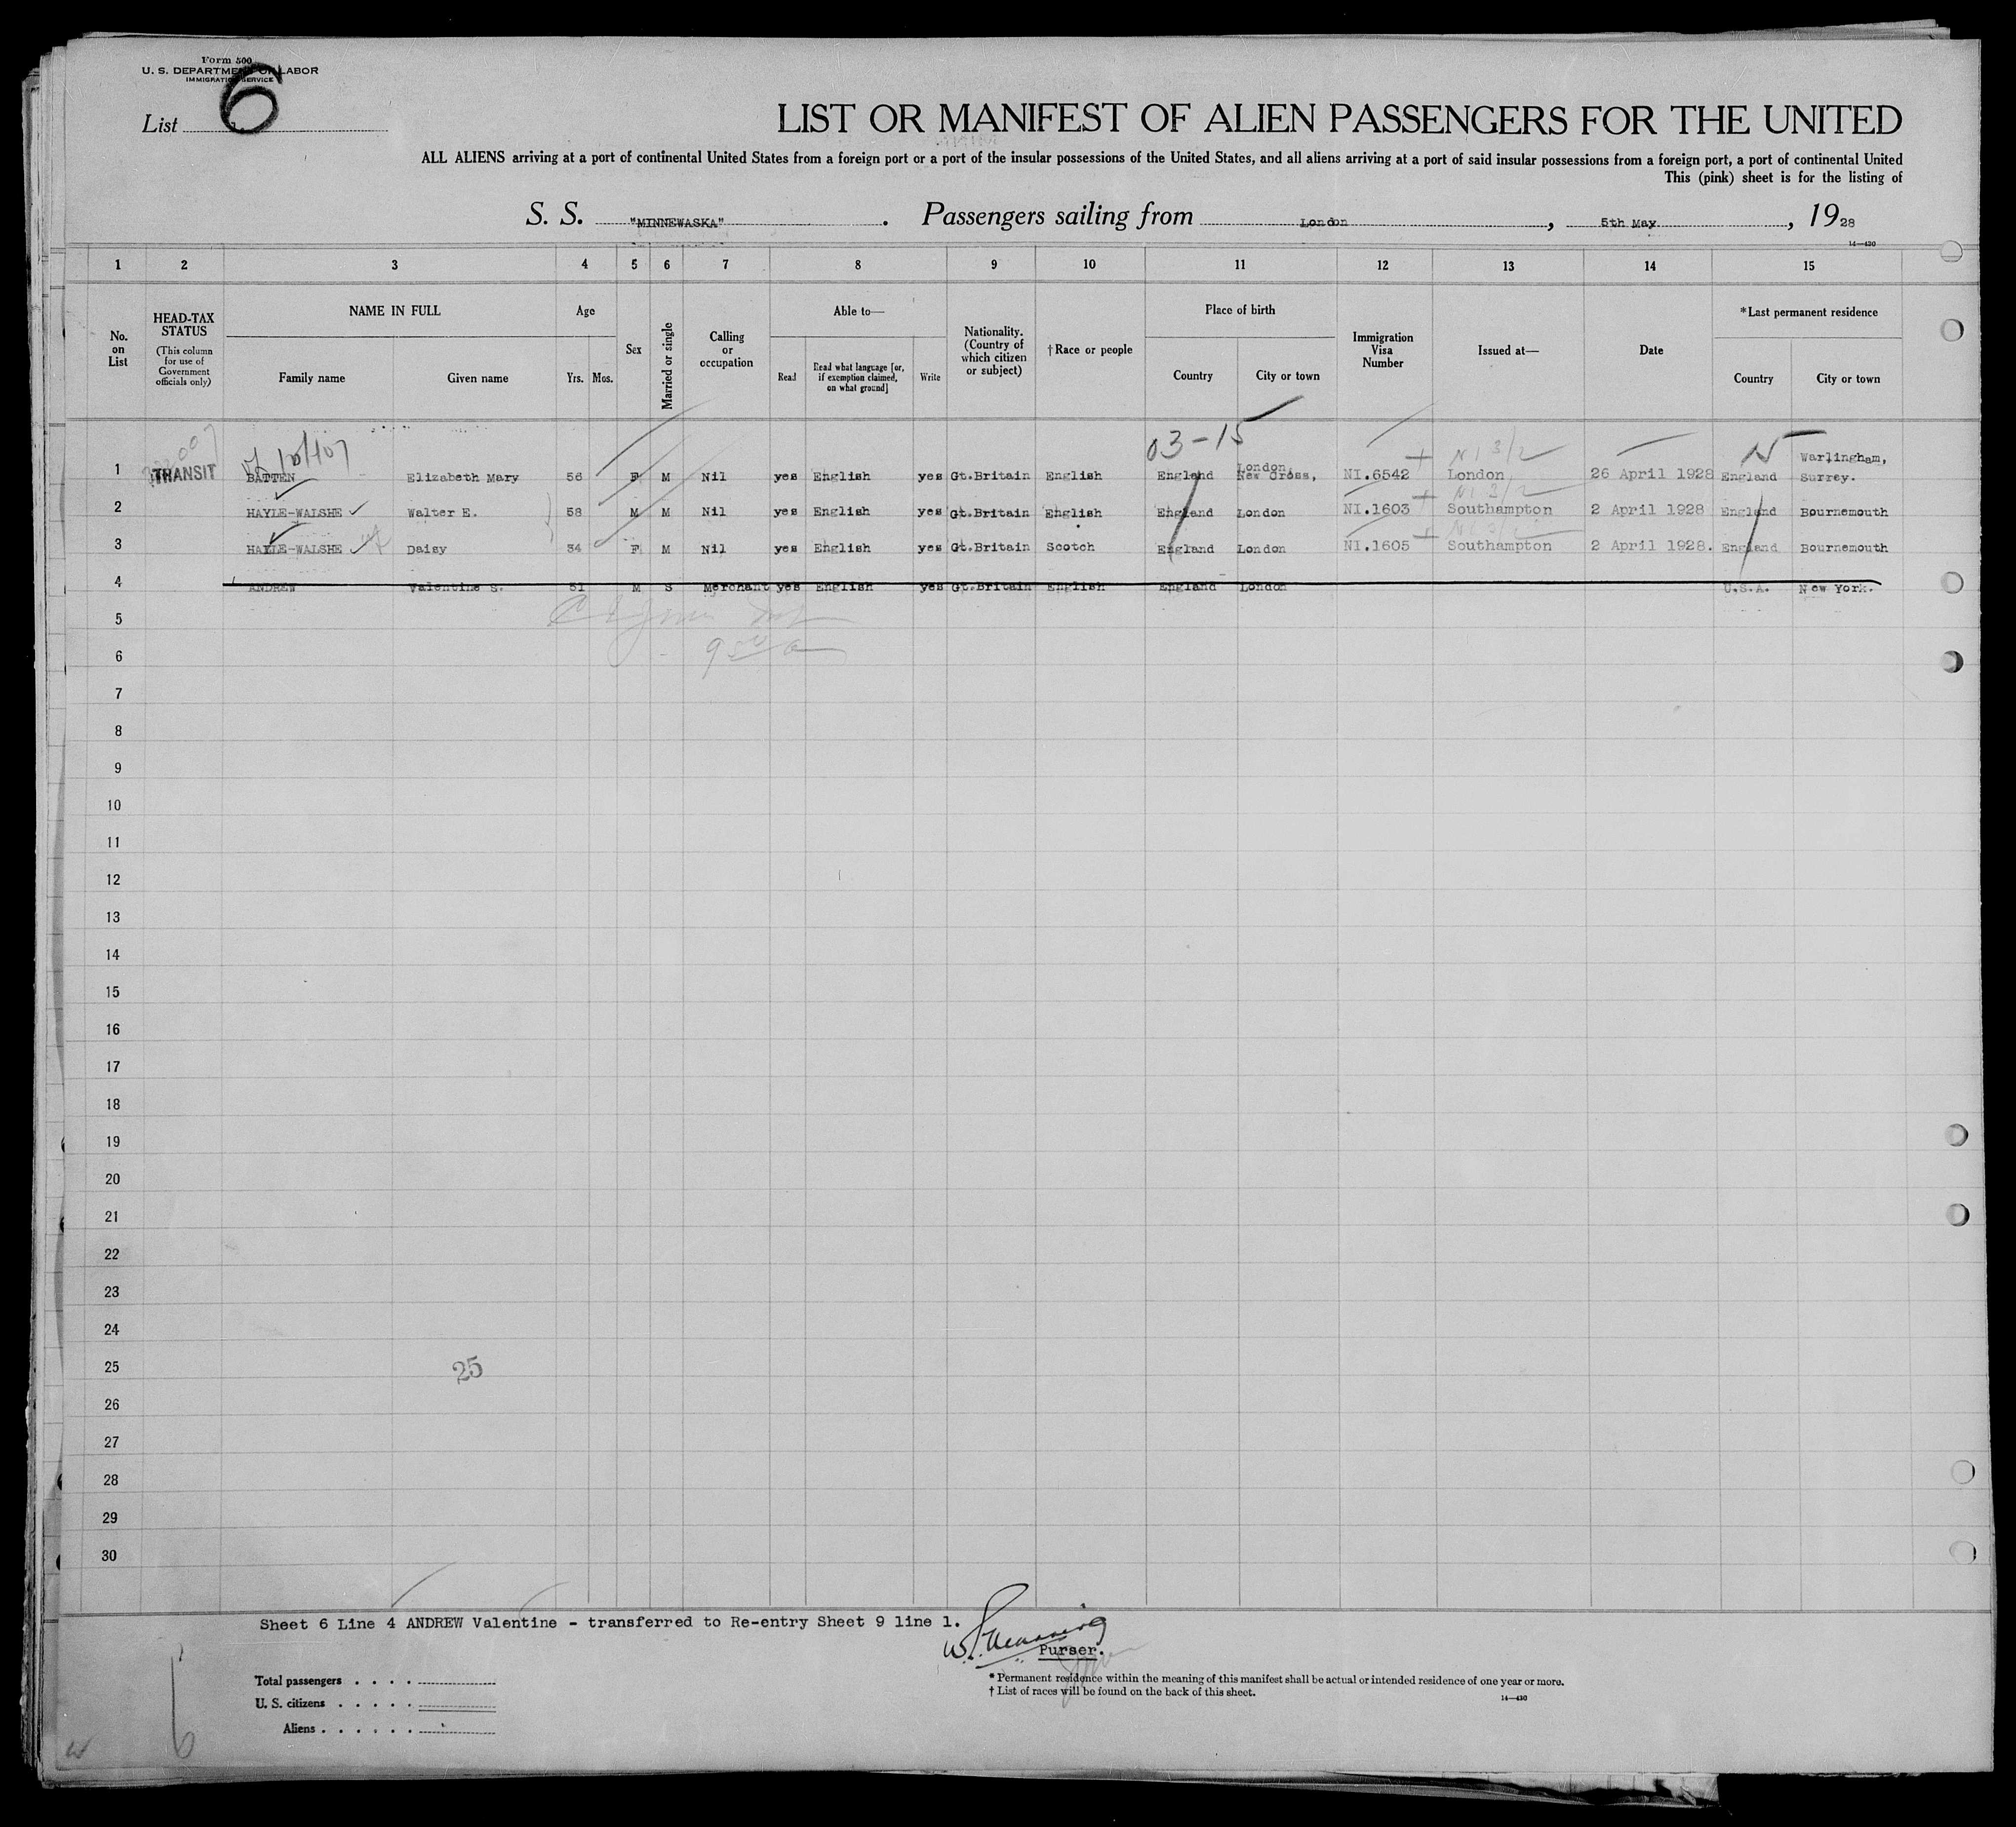 Form 500
U. S. DEPARTMENT OF LABOR
IMMIGRATION SERVICE
List 6
LIST OR MANIFEST OF ALIEN PASSENGERS FOR THE UNITED
ALL ALIENS arriving at a port of continental United States from a foreign port or a port of the insular possessions of the United States, and all aliens arriving at a port of said insular possessions from a foreign port, a port of continental United
This (pink) sheet is for the listing of
S. S. "MINNEWASKA". Passengers sailing from London, 5th May, 1928
14—430
1 2 3 4 5 6 7 8 9 10 11 12 13 14 15
No. on List
HEAD-TAX STATUS
(This column for use of Government officials only)
NAME IN FULL
Family name Given name
Age
Yrs. Mos.
Sex
Married or single
Calling or occupation
Able to—
Read
Read what language [or, if exemption claimed, on what ground]
Write
Nationality. (Country of which citizen or subject)
†Race or people
Place of birth
Country City or town
Immigration Visa Number
Issued at—
Date
*Last permanent residence
Country City or town
03-15
1 TRANSIT BATTEN Elizabeth Mary 56 F M Nil yes English yes Gt.Britain English England London, New Cross, NI.6542 London 26 April 1928 England Warlingham, Surrey.
2 HAYLE-WALSHE Walter E. 58 M M Nil yes English yes Gt.Britain English England London NI.1603 Southampton 2 April 1928 England Bournemouth
3 HAYLE-WALSHE Daisy 34 F M Nil yes English yes Gt.Britain Scotch England London NI.1605 Southampton 2 April 1928. England Bournemouth
4 ANDREW Valentine S. 51 M S Merchant yes English yes Gt.Britain English England London U.S.A. New York.
5
6
7
8
9
10
11
12
13
14
15
16
17
18
19
20
21
22
23
24
25 25
26
27
28
29
30
Sheet 6 Line 4 ANDREW Valentine - transferred to Re-entry Sheet 9 line 1.
Purser.
Total passengers
U. S. citizens
Aliens
* Permanent residence within the meaning of this manifest shall be actual or intended residence of one year or more.
† List of races will be found on the back of this sheet.
14—430
6